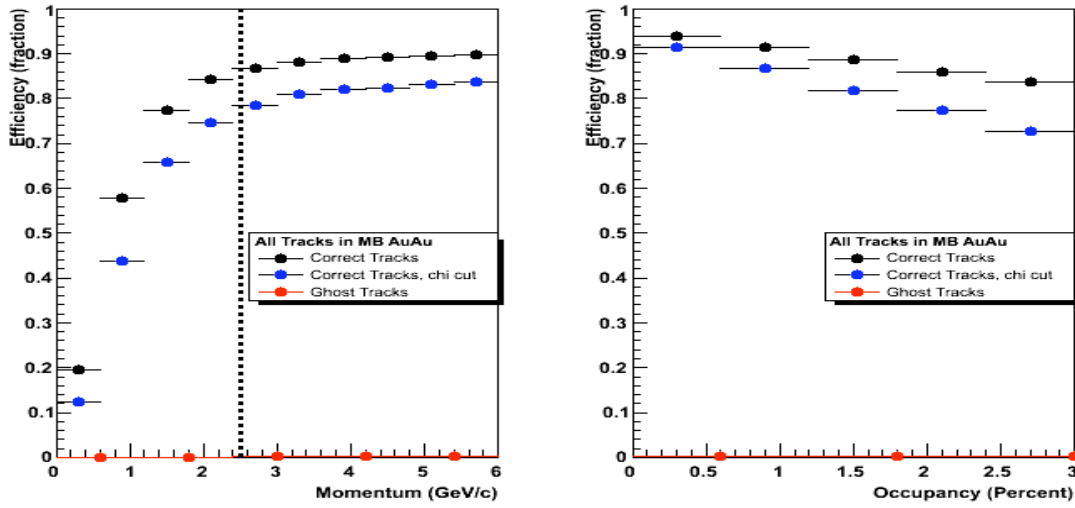 Efficiency (fraction)
1
0.9
0.8
0.7
0.6
0.5
0.4
0.3
0.2
0.1
0
All Tracks in MB AuAu
Correct Tracks
Correct Tracks, chi cut
Ghost Tracks
0 1 2 3 4 5 6
Momentum (GeV/c)
Efficiency (fraction)
1
0.9
0.8
0.7
0.6
0.5
0.4
0.3
0.2
0.1
0
All Tracks in MB AuAu
Correct Tracks
Correct Tracks, chi cut
Ghost Tracks
0 0.5 1 1.5 2 2.5 3
Occupancy (Percent)